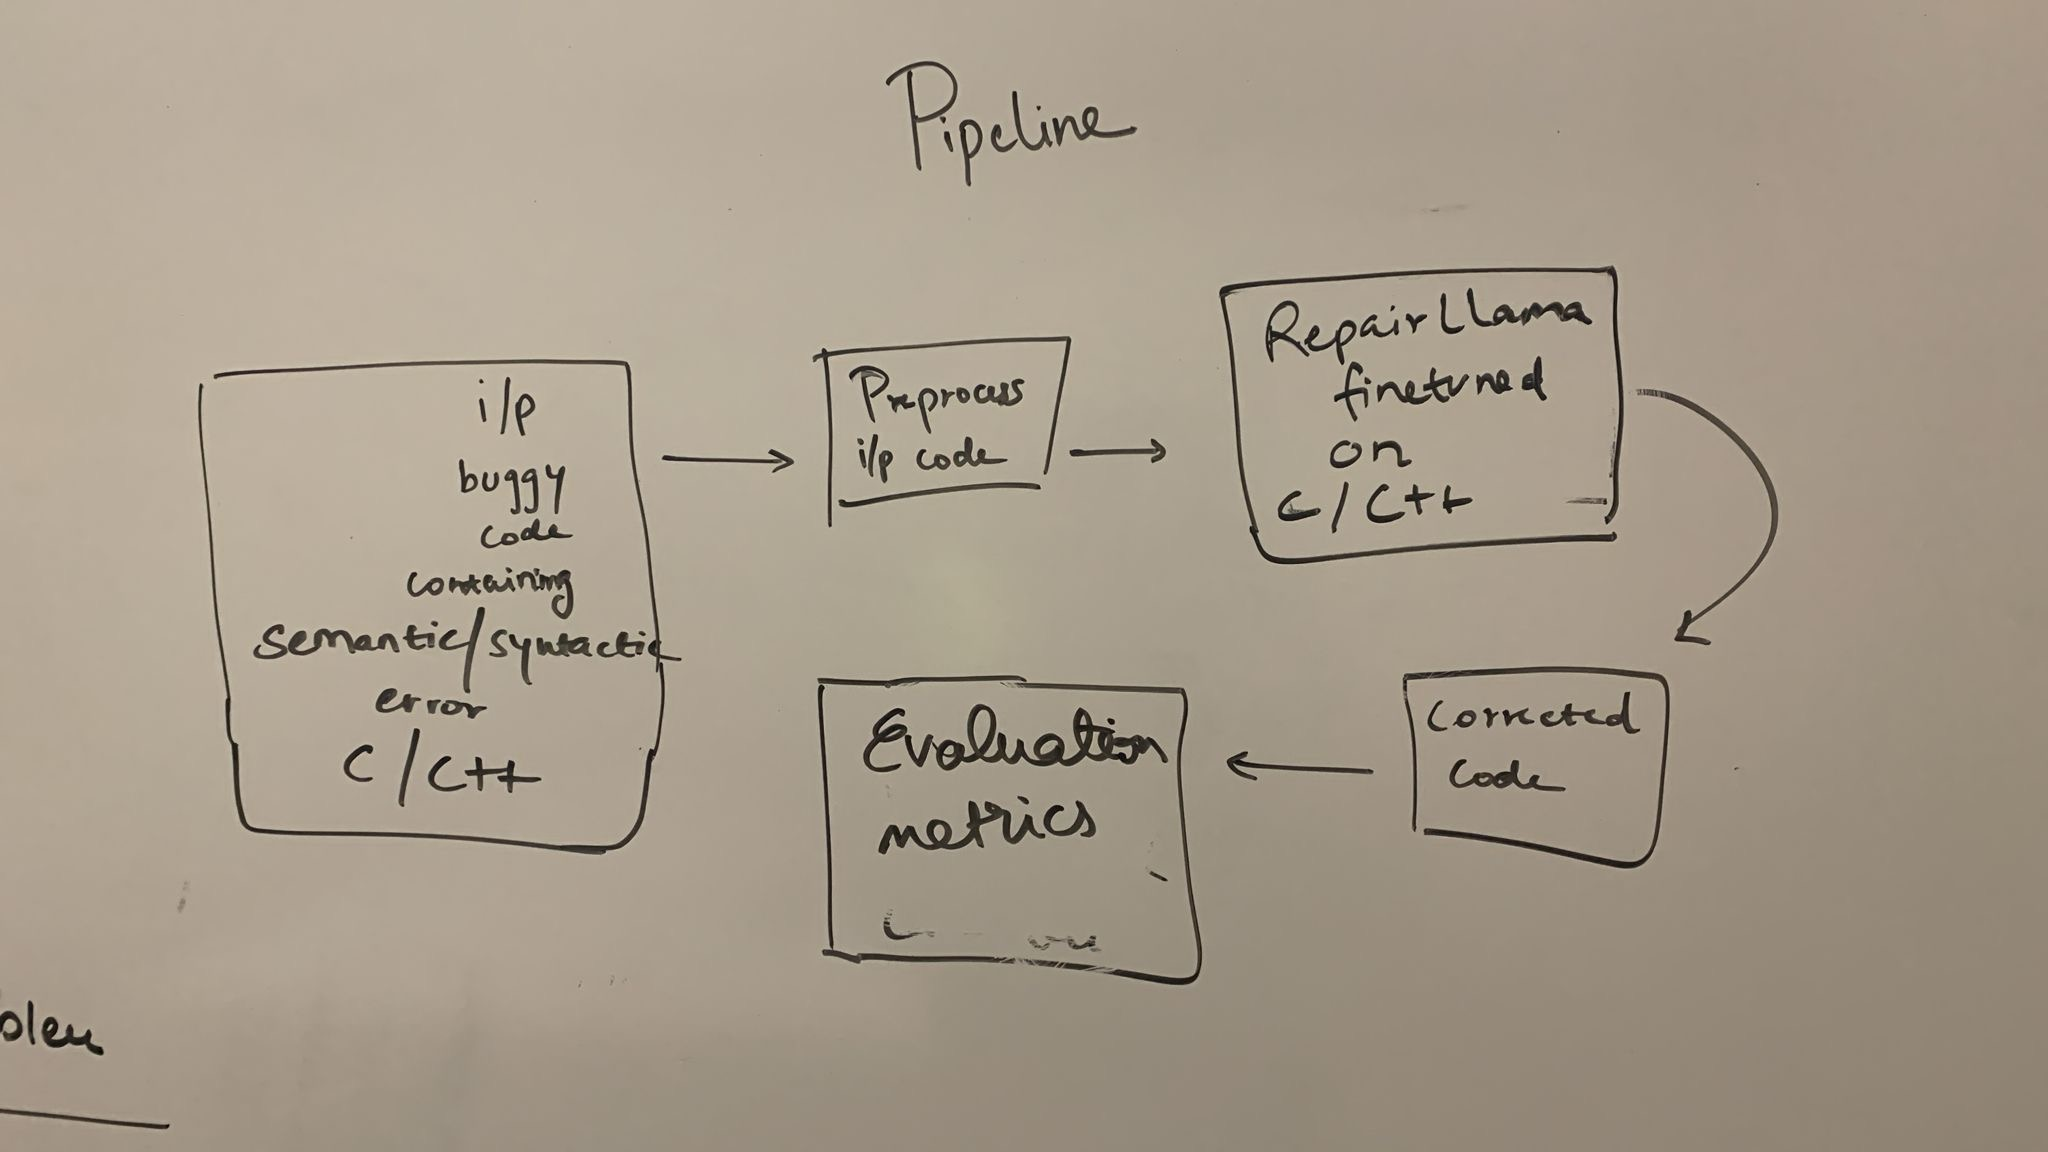 Pipeline
i/p
buggy
code
containing
semantic/syntactic
error
C/C++
Preprocess
i/p code
RepairLLama
finetuned
on
C/C++
Corrected
code
Evaluation
metrics